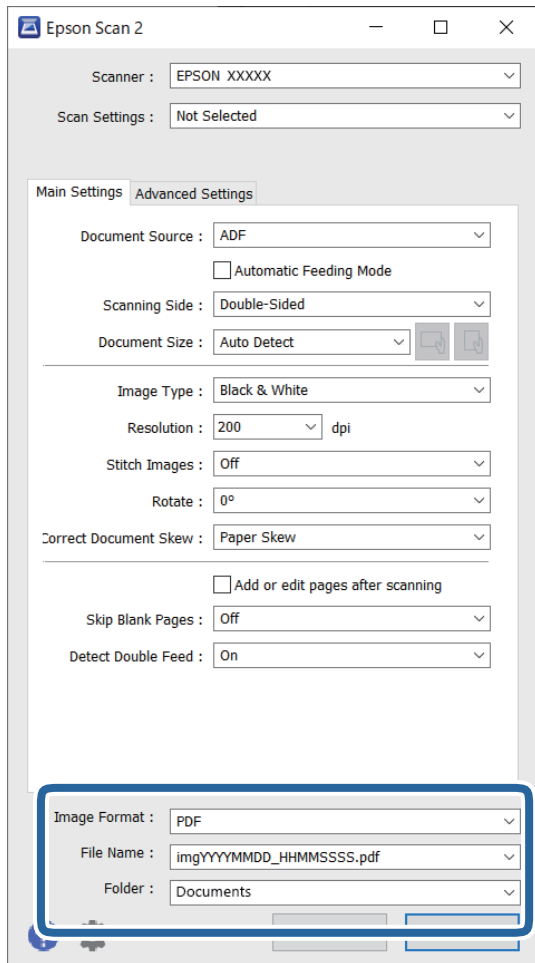 Epson Scan 2
Scanner : EPSON XXXXX
Scan Settings : Not Selected
Main Settings Advanced Settings
Document Source : ADF
Automatic Feeding Mode
Scanning Side : Double-Sided
Document Size : Auto Detect
Image Type : Black & White
Resolution : 200 dpi
Stitch Images : Off
Rotate : 0°
Correct Document Skew : Paper Skew
Add or edit pages after scanning
Skip Blank Pages : Off
Detect Double Feed : On
Image Format : PDF
File Name : imgYYYYMMDD_HHMMSSSS.pdf
Folder : Documents